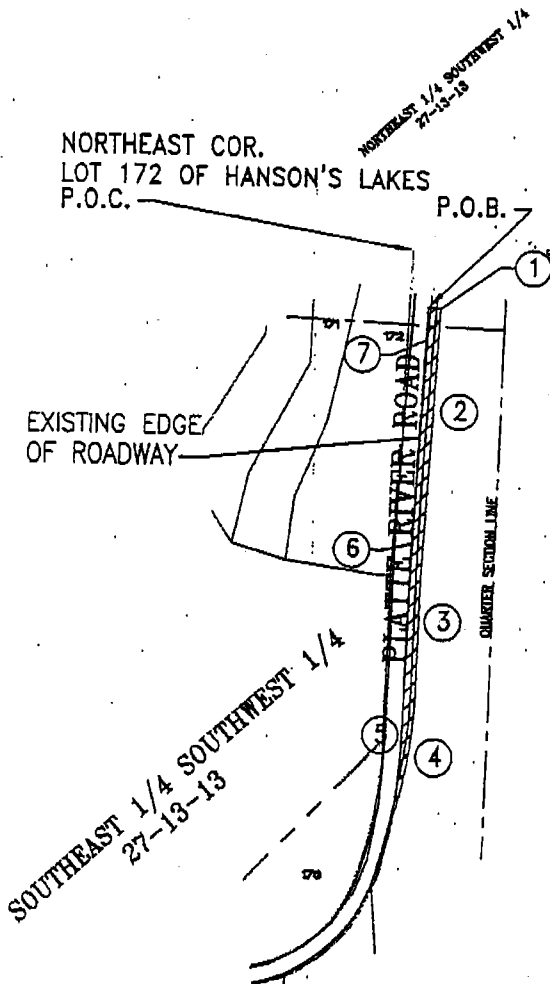 NORTHEAST 1/4 SOUTHWEST 1/4
27-13-13
NORTHEAST COR.
LOT 172 OF HANSON'S LAKES
P.O.C.
P.O.B.
1
171
172
7
2
EXISTING EDGE
OF ROADWAY
PLATTE RIVER ROAD
6
QUARTER SECTION LINE
3
SOUTHEAST 1/4 SOUTHWEST 1/4
27-13-13
5
4